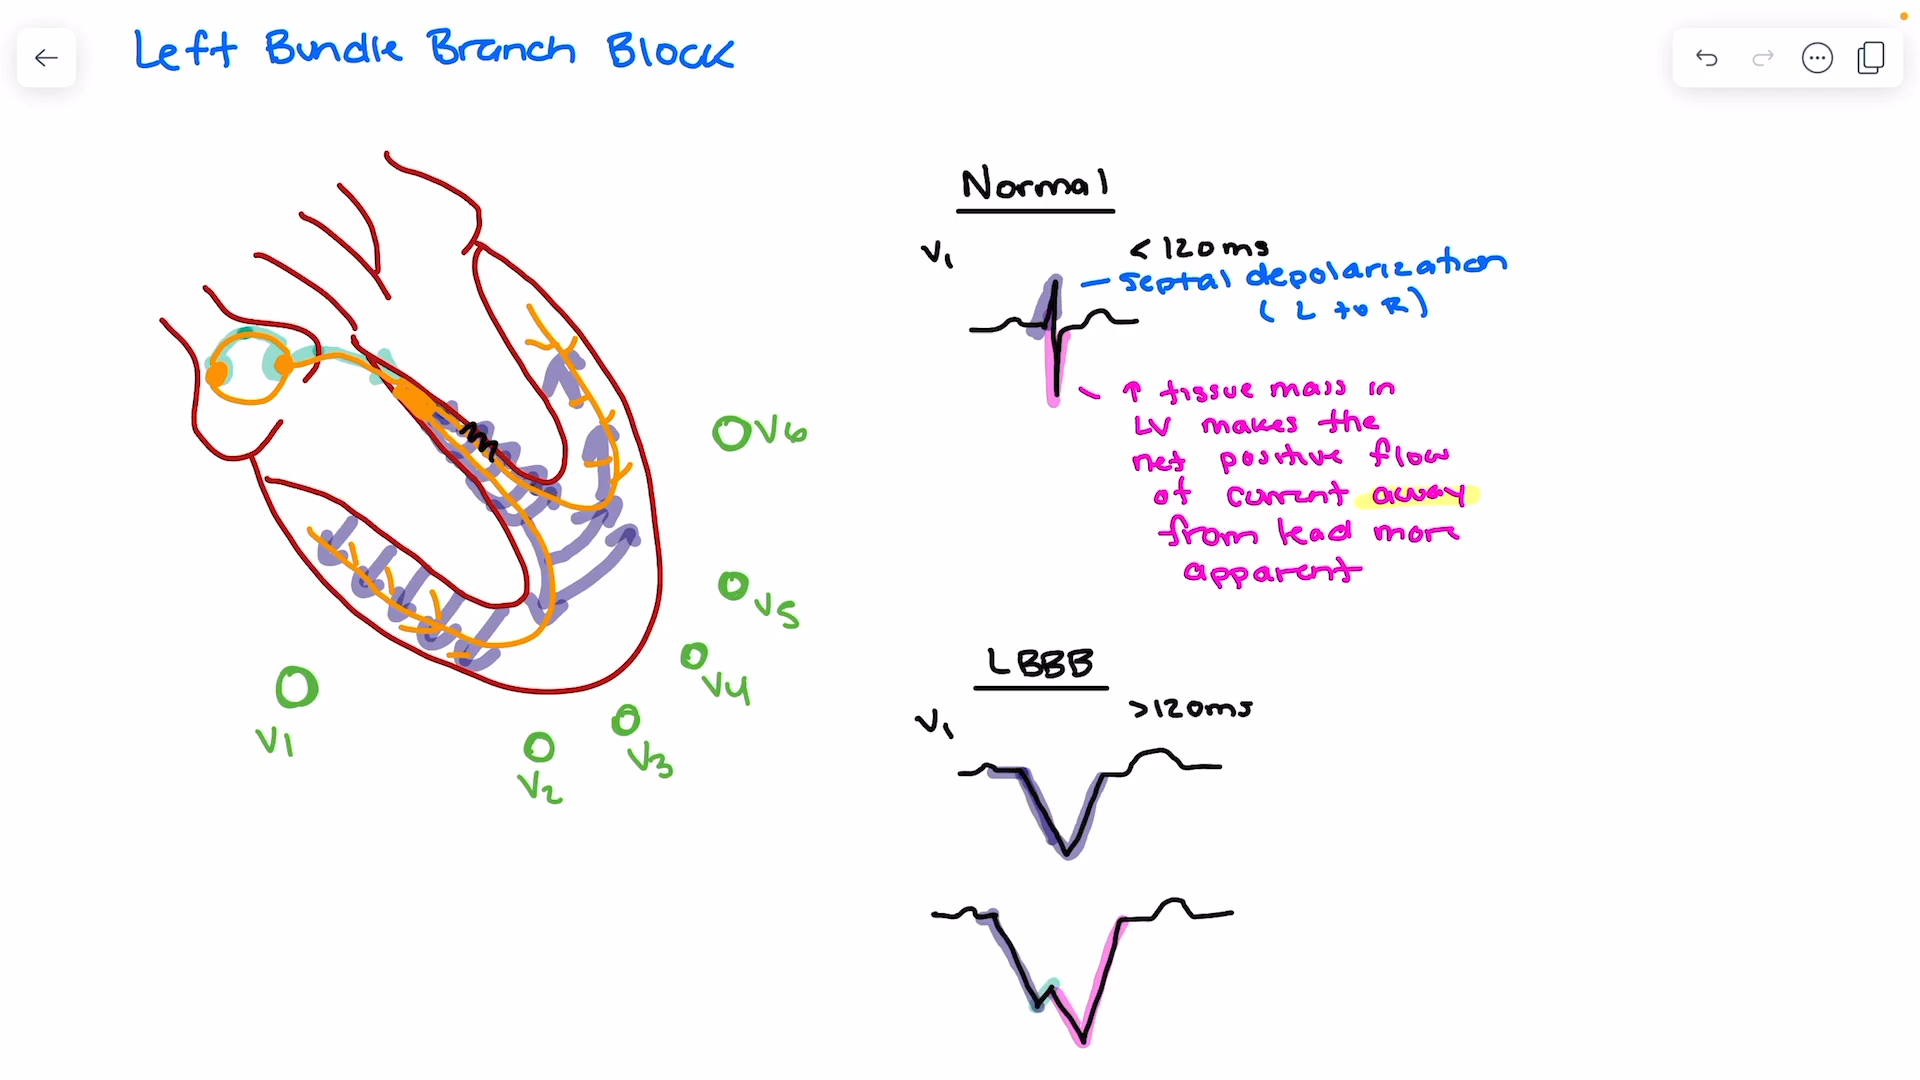 Left Bundle Branch Block
Normal
V1
< 120ms
septal depolarization
( L to R )
↑ tissue mass in
LV makes the
net positive flow
of current away
from lead more
apparent
V6
V5
V4
V3
V2
V1
LBBB
V1
>120ms